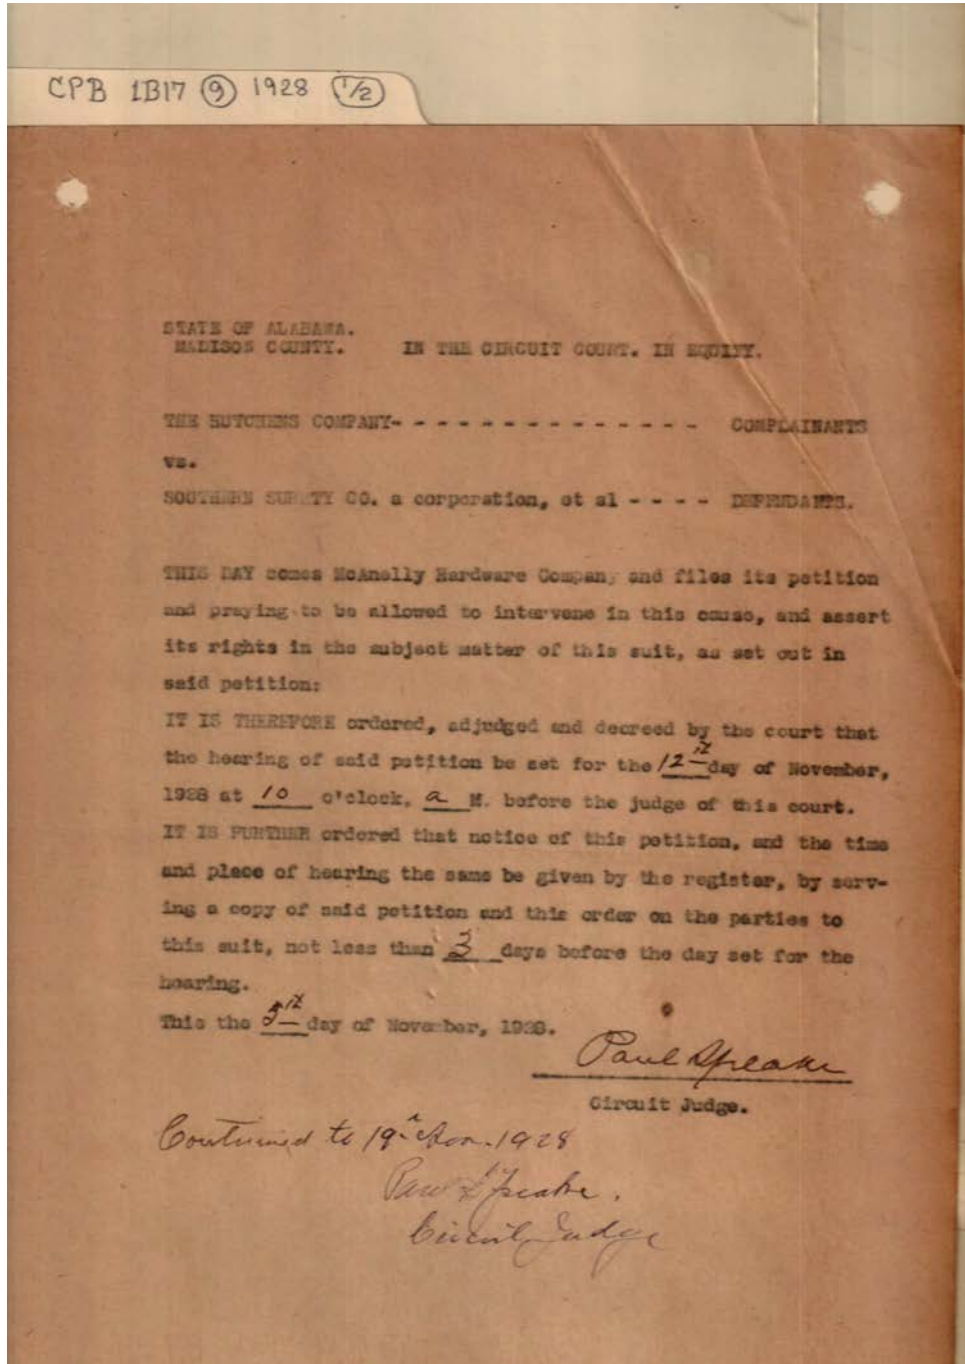 CPB 1B17 (9) 1928 (1/2)
STATE OF ALABAMA.
MADISON COUNTY. IN THE CIRCUIT COURT. IN EQUITY.
THE HUTCHENS COMPANY- - - - - - - - - - - - - - COMPLAINANTS
vs.
SOUTHERN SURETY CO. a corporation, et al - - - - DEFENDANTS.
THIS DAY comes McAnelly Hardware Company and files its petition
and praying to be allowed to intervene in this cause, and assert
its rights in the subject matter of this suit, as set out in
said petition:
IT IS THEREFORE ordered, adjudged and decreed by the court that
the hearing of said petition be set for the 12th day of November,
1928 at 10 o'clock, a M. before the judge of this court.
IT IS FURTHER ordered that notice of this petition, and the time
and place of hearing the same be given by the register, by serv-
ing a copy of said petition and this order on the parties to
this suit, not less than 3 days before the day set for the
hearing.
This the 5th day of November, 1928.
Paul Speake
Circuit Judge.
Continued to 19th Nov. 1928
Paul Speake.
Circuit Judge